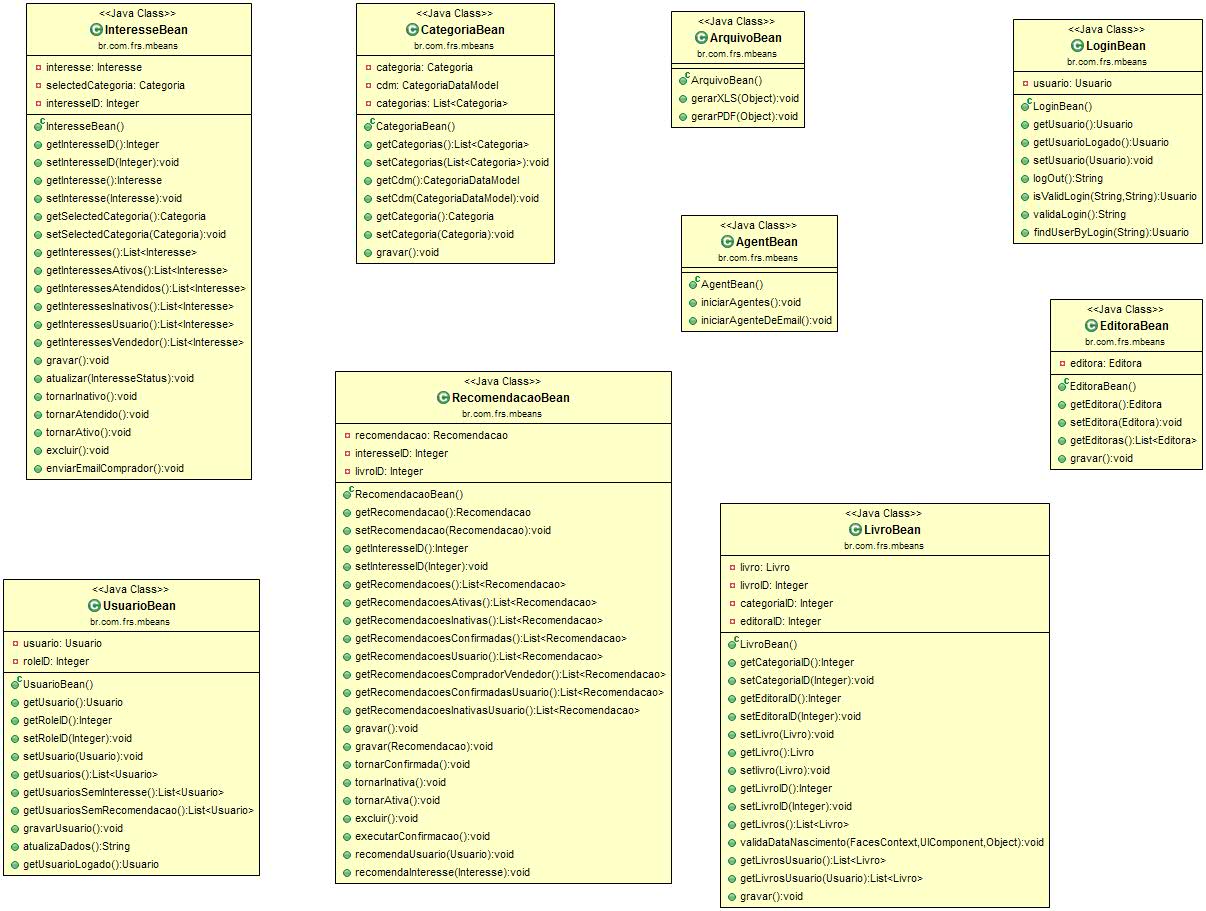 <<Java Class>>
InteresseBean
br.com.frs.mbeans
interesse: Interesse
selectedCategoria: Categoria
interesseID: Integer
InteresseBean()
getInteresseID():Integer
setInteresseID(Integer):void
getInteresse():Interesse
setInteresse(Interesse):void
getSelectedCategoria():Categoria
setSelectedCategoria(Categoria):void
getInteresses():List<Interesse>
getInteressesAtivos():List<Interesse>
getInteressesAtendidos():List<Interesse>
getInteressesInativos():List<Interesse>
getInteressesUsuario():List<Interesse>
getInteressesVendedor():List<Interesse>
gravar():void
atualizar(InteresseStatus):void
tornarInativo():void
tornarAtendido():void
tornarAtivo():void
excluir():void
enviarEmailComprador():void
<<Java Class>>
CategoriaBean
br.com.frs.mbeans
categoria: Categoria
cdm: CategoriaDataModel
categorias: List<Categoria>
CategoriaBean()
getCategorias():List<Categoria>
setCategorias(List<Categoria>):void
getCdm():CategoriaDataModel
setCdm(CategoriaDataModel):void
getCategoria():Categoria
setCategoria(Categoria):void
gravar():void
<<Java Class>>
ArquivoBean
br.com.frs.mbeans
ArquivoBean()
gerarXLS(Object):void
gerarPDF(Object):void
<<Java Class>>
LoginBean
br.com.frs.mbeans
usuario: Usuario
LoginBean()
getUsuario():Usuario
getUsuarioLogado():Usuario
setUsuario(Usuario):void
logOut():String
isValidLogin(String,String):Usuario
validaLogin():String
findUserByLogin(String):Usuario
<<Java Class>>
AgentBean
br.com.frs.mbeans
AgentBean()
iniciarAgentes():void
iniciarAgenteDeEmail():void
<<Java Class>>
EditoraBean
br.com.frs.mbeans
editora: Editora
EditoraBean()
getEditora():Editora
setEditora(Editora):void
getEditoras():List<Editora>
gravar():void
<<Java Class>>
RecomendacaoBean
br.com.frs.mbeans
recomendacao: Recomendacao
interesseID: Integer
livroID: Integer
RecomendacaoBean()
getRecomendacao():Recomendacao
setRecomendacao(Recomendacao):void
getInteresseID():Integer
setInteresseID(Integer):void
getRecomendacoes():List<Recomendacao>
getRecomendacoesAtivas():List<Recomendacao>
getRecomendacoesInativas():List<Recomendacao>
getRecomendacoesConfirmadas():List<Recomendacao>
getRecomendacoesUsuario():List<Recomendacao>
getRecomendacoesCompradorVendedor():List<Recomendacao>
getRecomendacoesConfirmadasUsuario():List<Recomendacao>
getRecomendacoesInativasUsuario():List<Recomendacao>
gravar():void
gravar(Recomendacao):void
tornarConfirmada():void
tornarInativa():void
tornarAtiva():void
excluir():void
executarConfirmacao():void
recomendaUsuario(Usuario):void
recomendaInteresse(Interesse):void
<<Java Class>>
LivroBean
br.com.frs.mbeans
livro: Livro
livroID: Integer
categoriaID: Integer
editoraID: Integer
LivroBean()
getCategoriaID():Integer
setCategoriaID(Integer):void
getEditoraID():Integer
setEditoraID(Integer):void
setLivro(Livro):void
getLivro():Livro
setlivro(Livro):void
getLivroID():Integer
setLivroID(Integer):void
getLivros():List<Livro>
validaDataNascimento(FacesContext,UIComponent,Object):void
getLivrosUsuario():List<Livro>
getLivrosUsuario(Usuario):List<Livro>
gravar():void
<<Java Class>>
UsuarioBean
br.com.frs.mbeans
usuario: Usuario
roleID: Integer
UsuarioBean()
getUsuario():Usuario
getRoleID():Integer
setRoleID(Integer):void
setUsuario(Usuario):void
getUsuarios():List<Usuario>
getUsuariosSemInteresse():List<Usuario>
getUsuariosSemRecomendacao():List<Usuario>
gravarUsuario():void
atualizaDados():String
getUsuarioLogado():Usuario